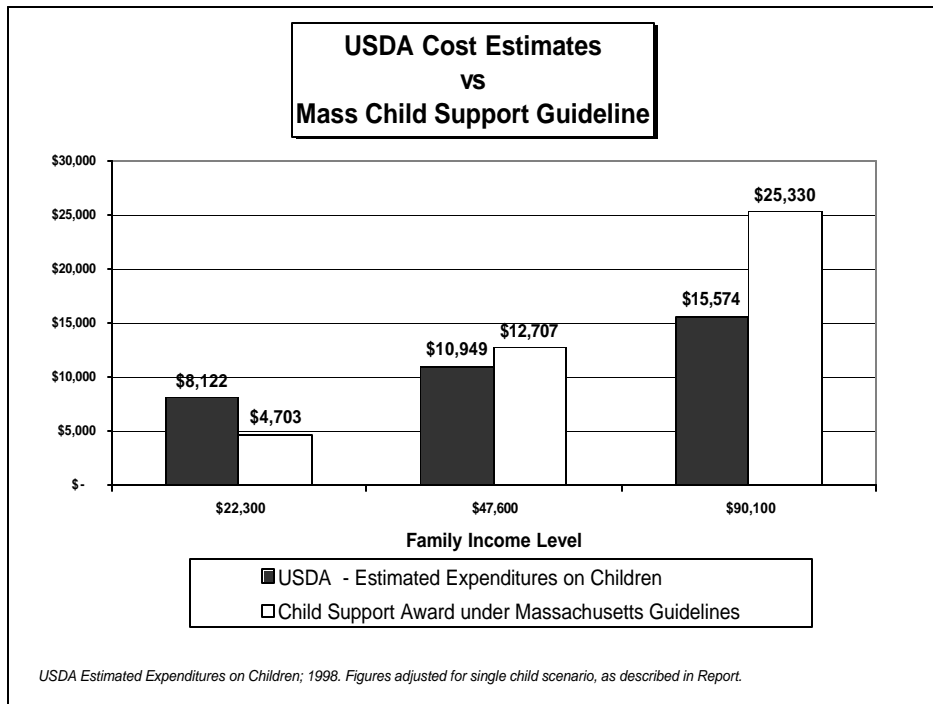 USDA Cost Estimates
vs
Mass Child Support Guideline
$30,000
$25,000
$20,000
$15,000
$10,000
$5,000
$-
$8,122
$4,703
$10,949
$12,707
$15,574
$25,330
$22,300
$47,600
$90,100
Family Income Level
USDA - Estimated Expenditures on Children
Child Support Award under Massachusetts Guidelines
USDA Estimated Expenditures on Children; 1998. Figures adjusted for single child scenario, as described in Report.